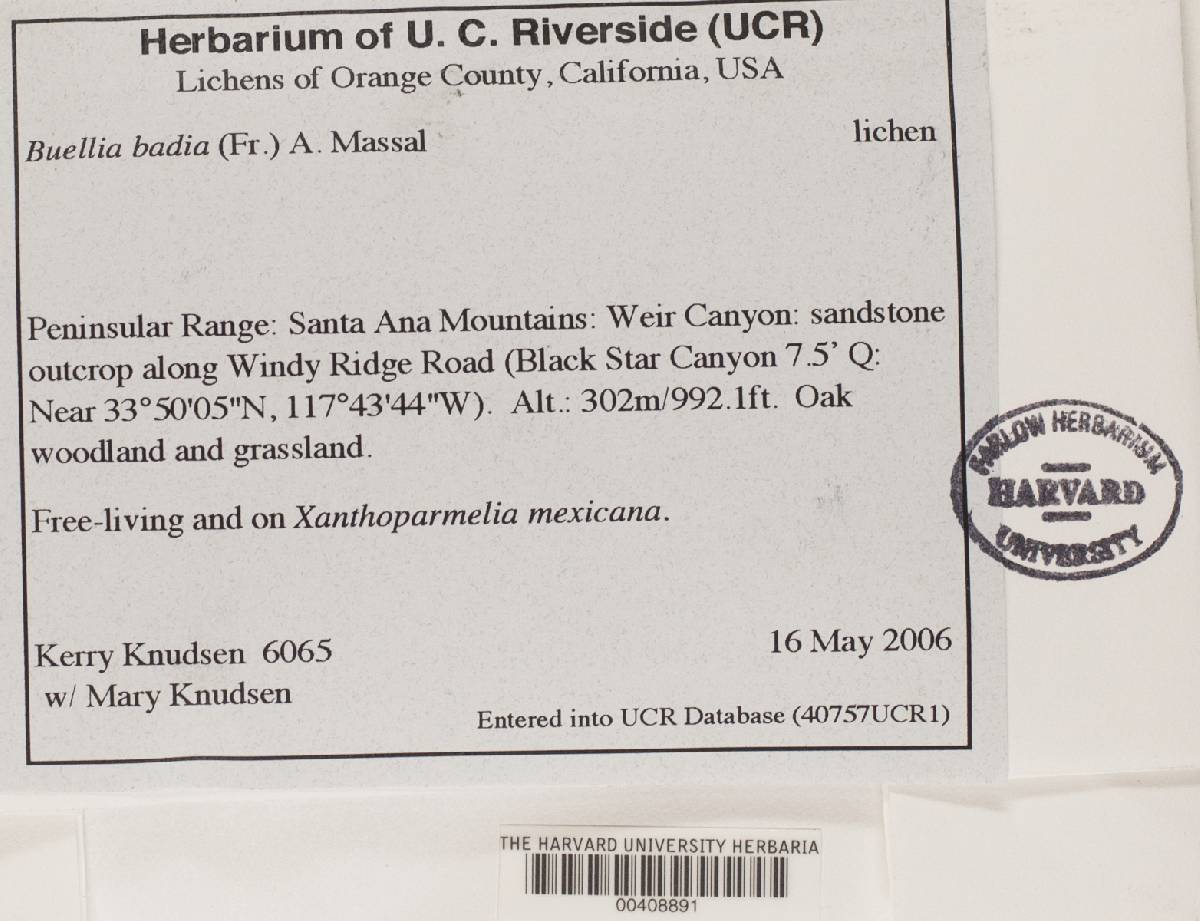 Herbarium of U. C. Riverside (UCR)
Lichens of Orange County, California, USA
Buellia badia (Fr.) A. Massal
lichen
Peninsular Range: Santa Ana Mountains: Weir Canyon: sandstone
outcrop along Windy Ridge Road (Black Star Canyon 7.5’ Q:
Near 33°50'05"N, 117°43'44"W). Alt.: 302m/992.1ft. Oak
woodland and grassland.
Free-living and on Xanthoparmelia mexicana.
FARLOW HERBARIUM
HARVARD
UNIVERSITY
Kerry Knudsen 6065
16 May 2006
w/ Mary Knudsen
Entered into UCR Database (40757UCR1)
THE HARVARD UNIVERSITY HERBARIA
00408891